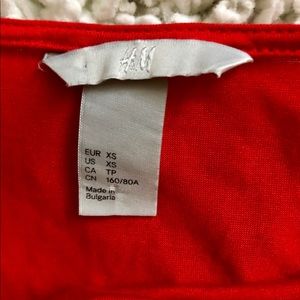 H&M
EUR XS
US XS
CA TP
CN 160/80A
Made in
Bulgaria